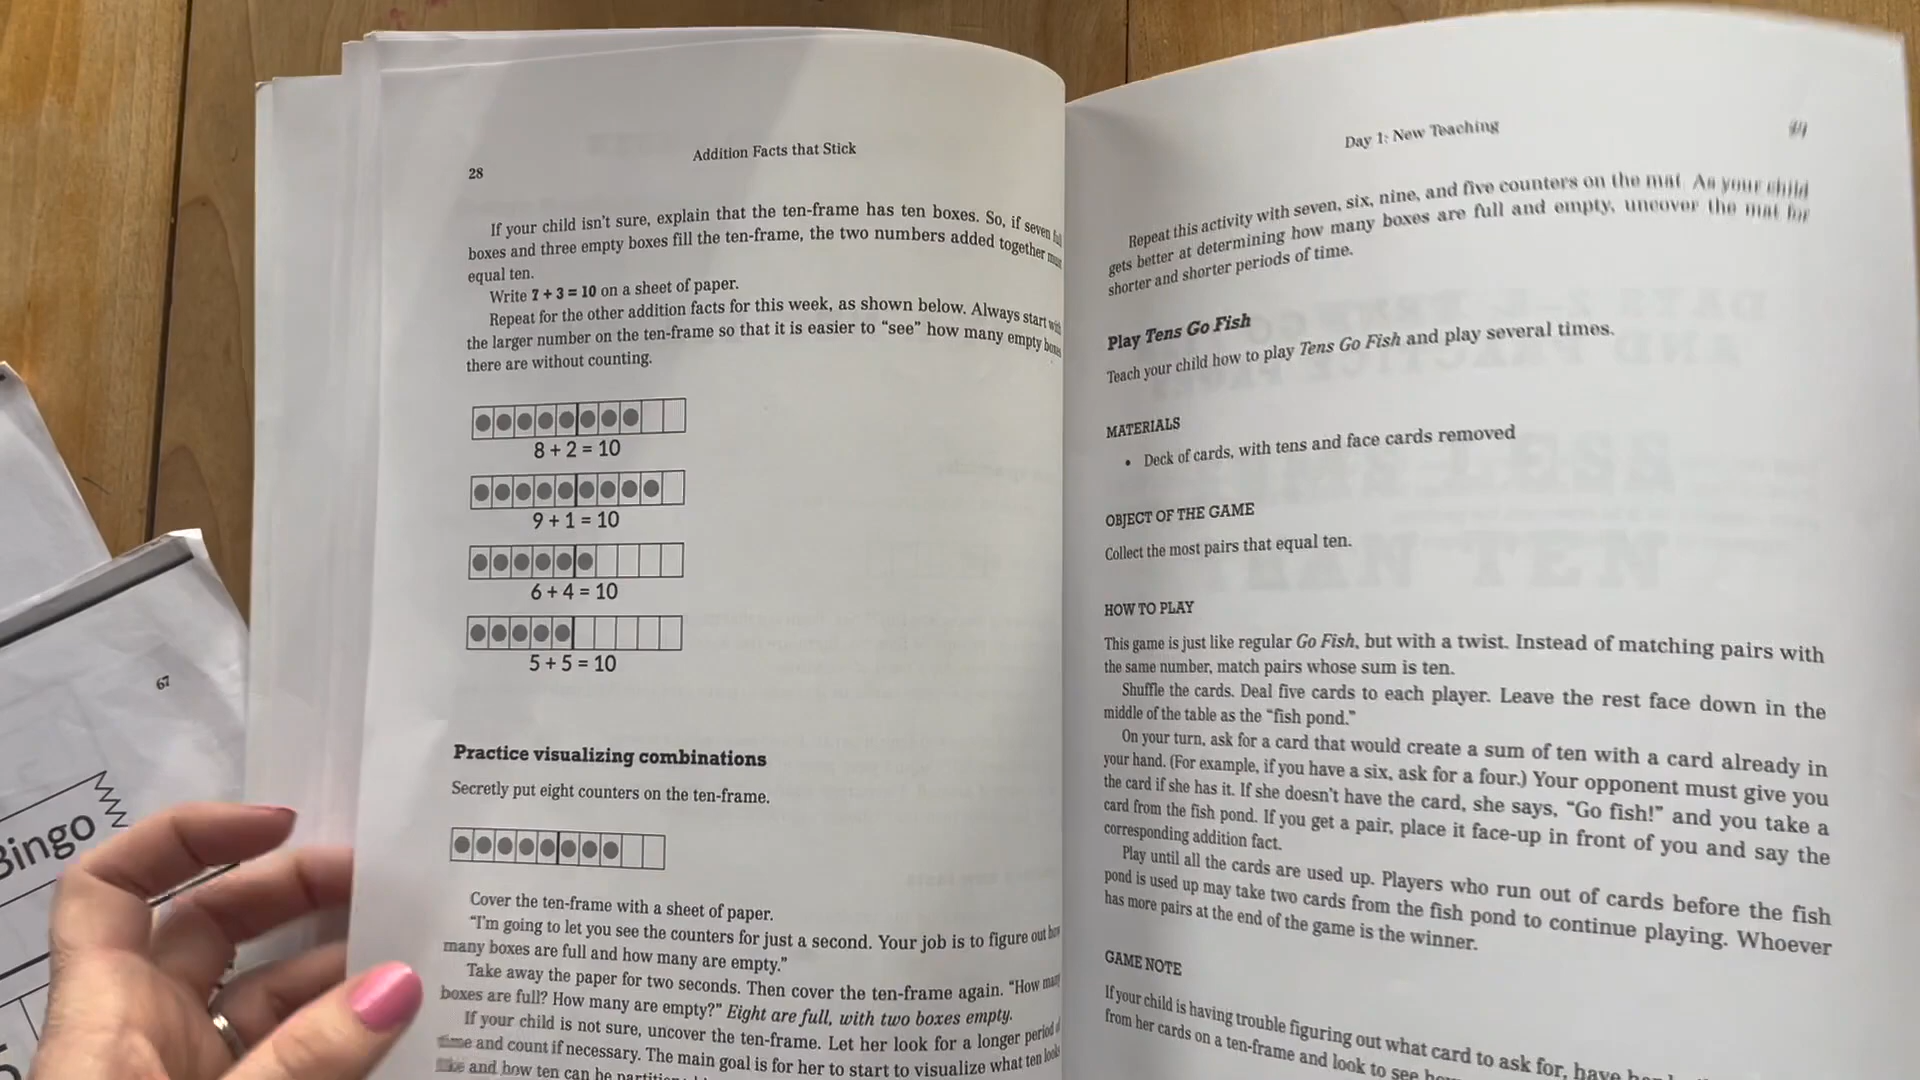 28
Addition Facts that Stick
If your child isn't sure, explain that the ten-frame has ten boxes. So, if seven
boxes and three empty boxes fill the ten-frame, the two numbers added together
equal ten.
Write 7 + 3 = 10 on a sheet of paper.
Repeat for the other addition facts for this week, as shown below. Always start
the larger number on the ten-frame so that it is easier to “see” how many empty
there are without counting.
8 + 2 = 10
9 + 1 = 10
6 + 4 = 10
5 + 5 = 10
Practice visualizing combinations
Secretly put eight counters on the ten-frame.
Cover the ten-frame with a sheet of paper.
“I'm going to let you see the counters for just a second. Your job is to figure out
many boxes are full and how many are empty.”
Take away the paper for two seconds. Then cover the ten-frame again. “How many
boxes are full? How many are empty?” Eight are full, with two boxes empty.
If your child is not sure, uncover the ten-frame. Let her look for a longer period
time and count if necessary. The main goal is for her to start to visualize what ten looks
and how ten can be
Day 1: New Teaching
Repeat this activity with seven, six, nine, and five counters on the mat. As your child
gets better at determining how many boxes are full and empty, uncover the mat for
shorter and shorter periods of time.
Play Tens Go Fish
Teach your child how to play Tens Go Fish and play several times.
MATERIALS
• Deck of cards, with tens and face cards removed
OBJECT OF THE GAME
Collect the most pairs that equal ten.
HOW TO PLAY
This game is just like regular Go Fish, but with a twist. Instead of matching pairs with
the same number, match pairs whose sum is ten.
Shuffle the cards. Deal five cards to each player. Leave the rest face down in the
middle of the table as the “fish pond.”
On your turn, ask for a card that would create a sum of ten with a card already in
your hand. (For example, if you have a six, ask for a four.) Your opponent must give you
the card if she has it. If she doesn't have the card, she says, “Go fish!” and you take a
card from the fish pond. If you get a pair, place it face-up in front of you and say the
corresponding addition fact.
Play until all the cards are used up. Players who run out of cards before the fish
pond is used up may take two cards from the fish pond to continue playing. Whoever
has more pairs at the end of the game is the winner.
GAME NOTE
If your child is having trouble figuring out what card to ask for, have
from her cards on a ten-frame and look to see
67
Bingo